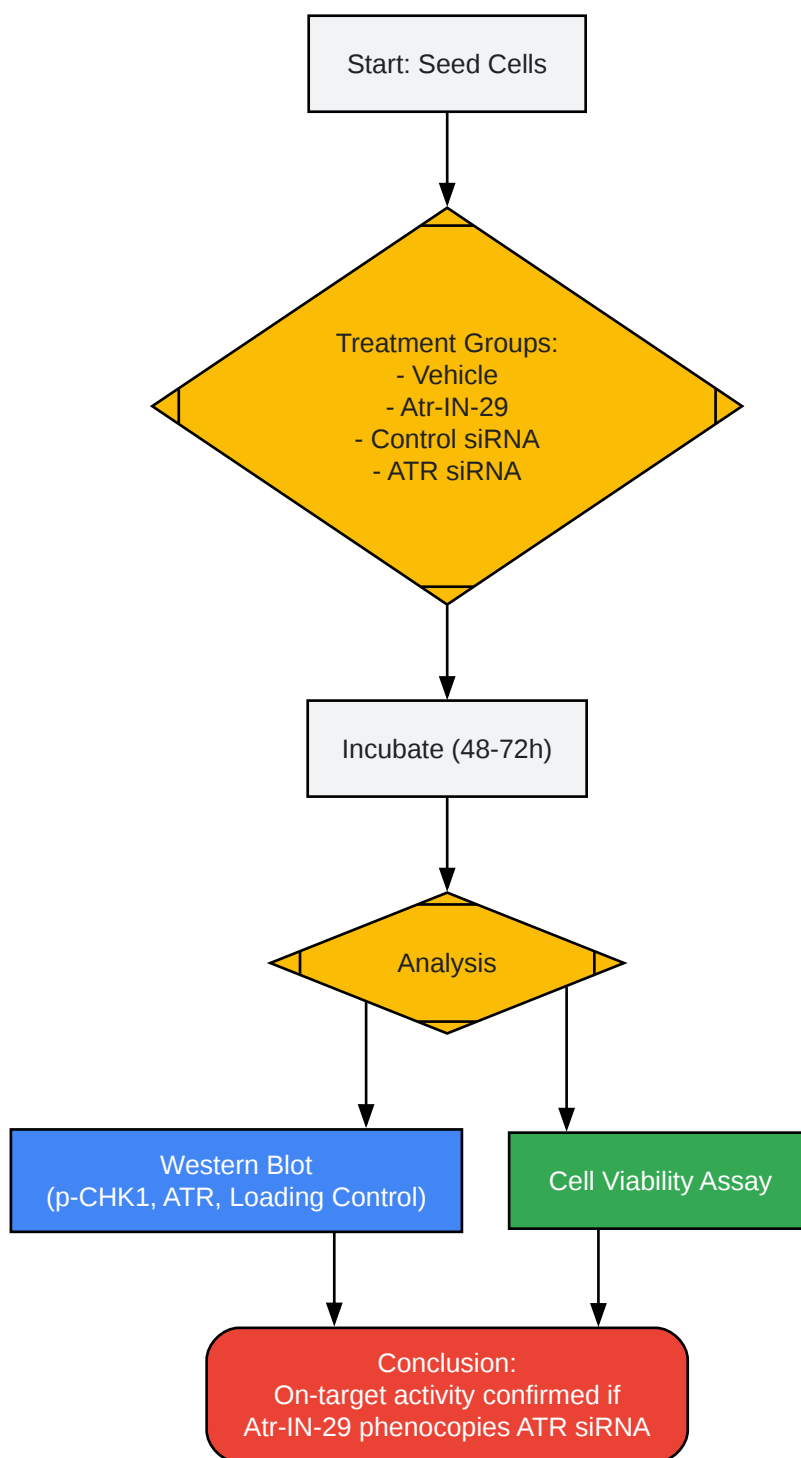 Start: Seed Cells
Treatment Groups:
- Vehicle
- Atr-IN-29
- Control siRNA
- ATR siRNA
Incubate (48-72h)
Analysis
Western Blot
(p-CHK1, ATR, Loading Control)
Cell Viability Assay
Conclusion:
On-target activity confirmed if
Atr-IN-29 phenocopies ATR siRNA